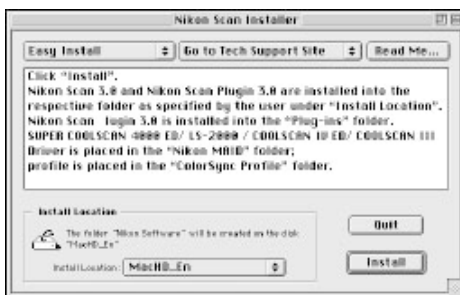 Nikon Scan Installer
Easy Install
Go to Tech Support Site
Read Me...
Click "Install".
Nikon Scan 3.0 and Nikon Scan Plugin 3.0 are installed into the
respective folder as specified by the user under "Install Location".
Nikon Scan lugin 3.0 is installed into the "Plug-ins" folder.
SUPER COOLSCAN 4000 ED/ LS-2000 / COOLSCAN IV ED/ COOLSCAN III
Driver is placed in the "Nikon MAID" folder;
profile is placed in the "ColorSync Profile" folder.
Install Location
The folder "Nikon Software" will be created on the disk
"MacHD_En"
Install Location: MacHD_En
Quit
Install